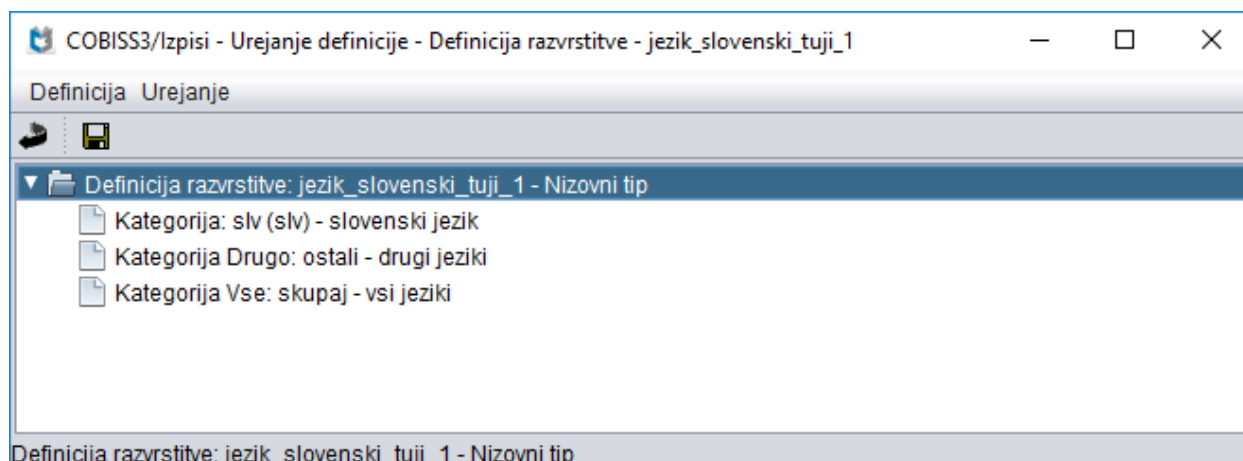 COBISS3/Izpisi - Urejanje definicije - Definicija razvrstitve - jezik_slovenski_tuji_1
Definicija Urejanje
Definicija razvrstitve: jezik_slovenski_tuji_1 - Nizovni tip
Kategorija: slv (slv) - slovenski jezik
Kategorija Drugo: ostali - drugi jeziki
Kategorija Vse: skupaj - vsi jeziki
Definicija razvrstitve: jezik_slovenski_tuji_1 - Nizovni tip